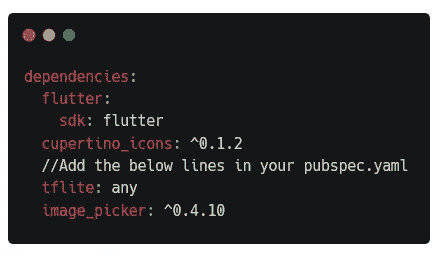 dependencies:
flutter:
sdk: flutter
cupertino_icons: ^0.1.2
//Add the below lines in your pubspec.yaml
tflite: any
image_picker: ^0.4.10